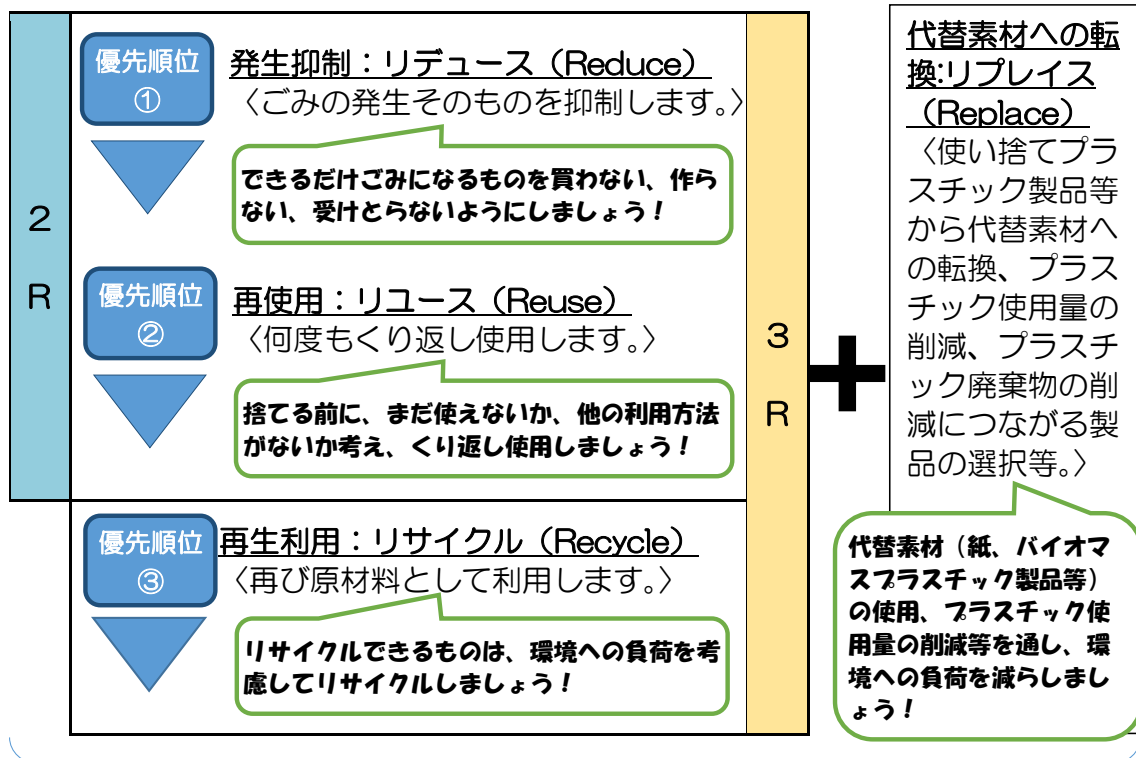 2
R
優先順位
①
発生抑制：リデュース（Reduce）
〈ごみの発生そのものを抑制します。〉
できるだけごみになるものを買わない、作ら
ない、受けとらないようにしましょう！
優先順位
②
再使用：リユース（Reuse）
〈何度もくり返し使用します。〉
捨てる前に、まだ使えないか、他の利用方法
がないか考え、くり返し使用しましょう！
優先順位
③
再生利用：リサイクル（Recycle）
〈再び原材料として利用します。〉
リサイクルできるものは、環境への負荷を考
慮してリサイクルしましょう！
3
R
代替素材への転
換:リプレイス
（Replace）
〈使い捨てプラ
スチック製品等
から代替素材へ
の転換、プラス
チック使用量の
削減、プラスチ
ック廃棄物の削
減につながる製
品の選択等。〉
代替素材（紙、バイオマ
スプラスチック製品等）
の使用、プラスチック使
用量の削減等を通し、環
境への負荷を減らしまし
ょう！